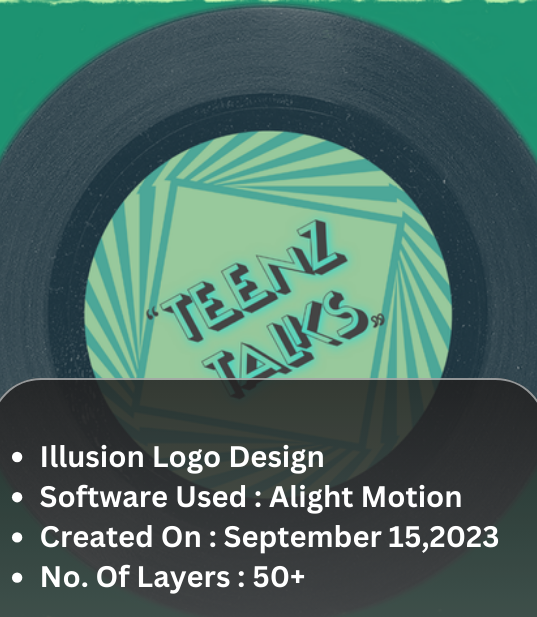 “TEENZ
TALKS”
• Illusion Logo Design
• Software Used : Alight Motion
• Created On : September 15,2023
• No. Of Layers : 50+